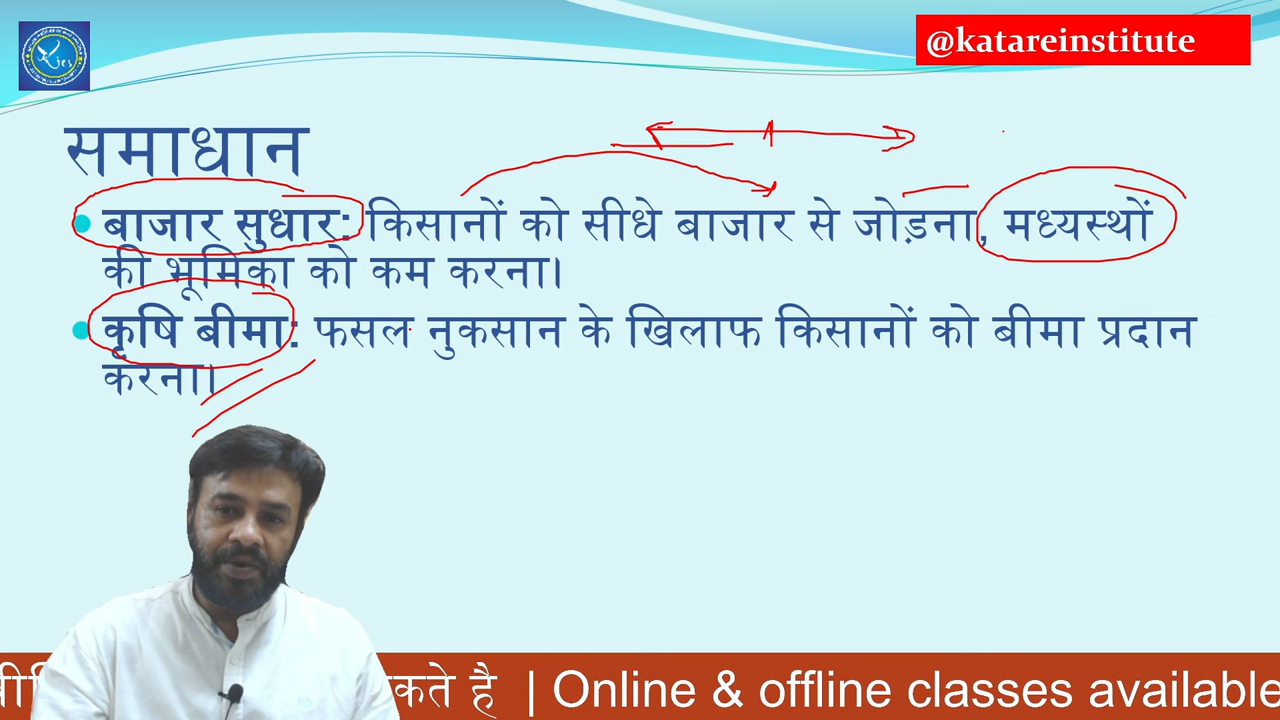 @katareinstitute
समाधान
बाजार सुधार: किसानों को सीधे बाजार से जोड़ना, मध्यस्थों
की भूमिका को कम करना।
कृषि बीमा: फसल नुकसान के खिलाफ किसानों को बीमा प्रदान
करना।
कते है | Online & offline classes available